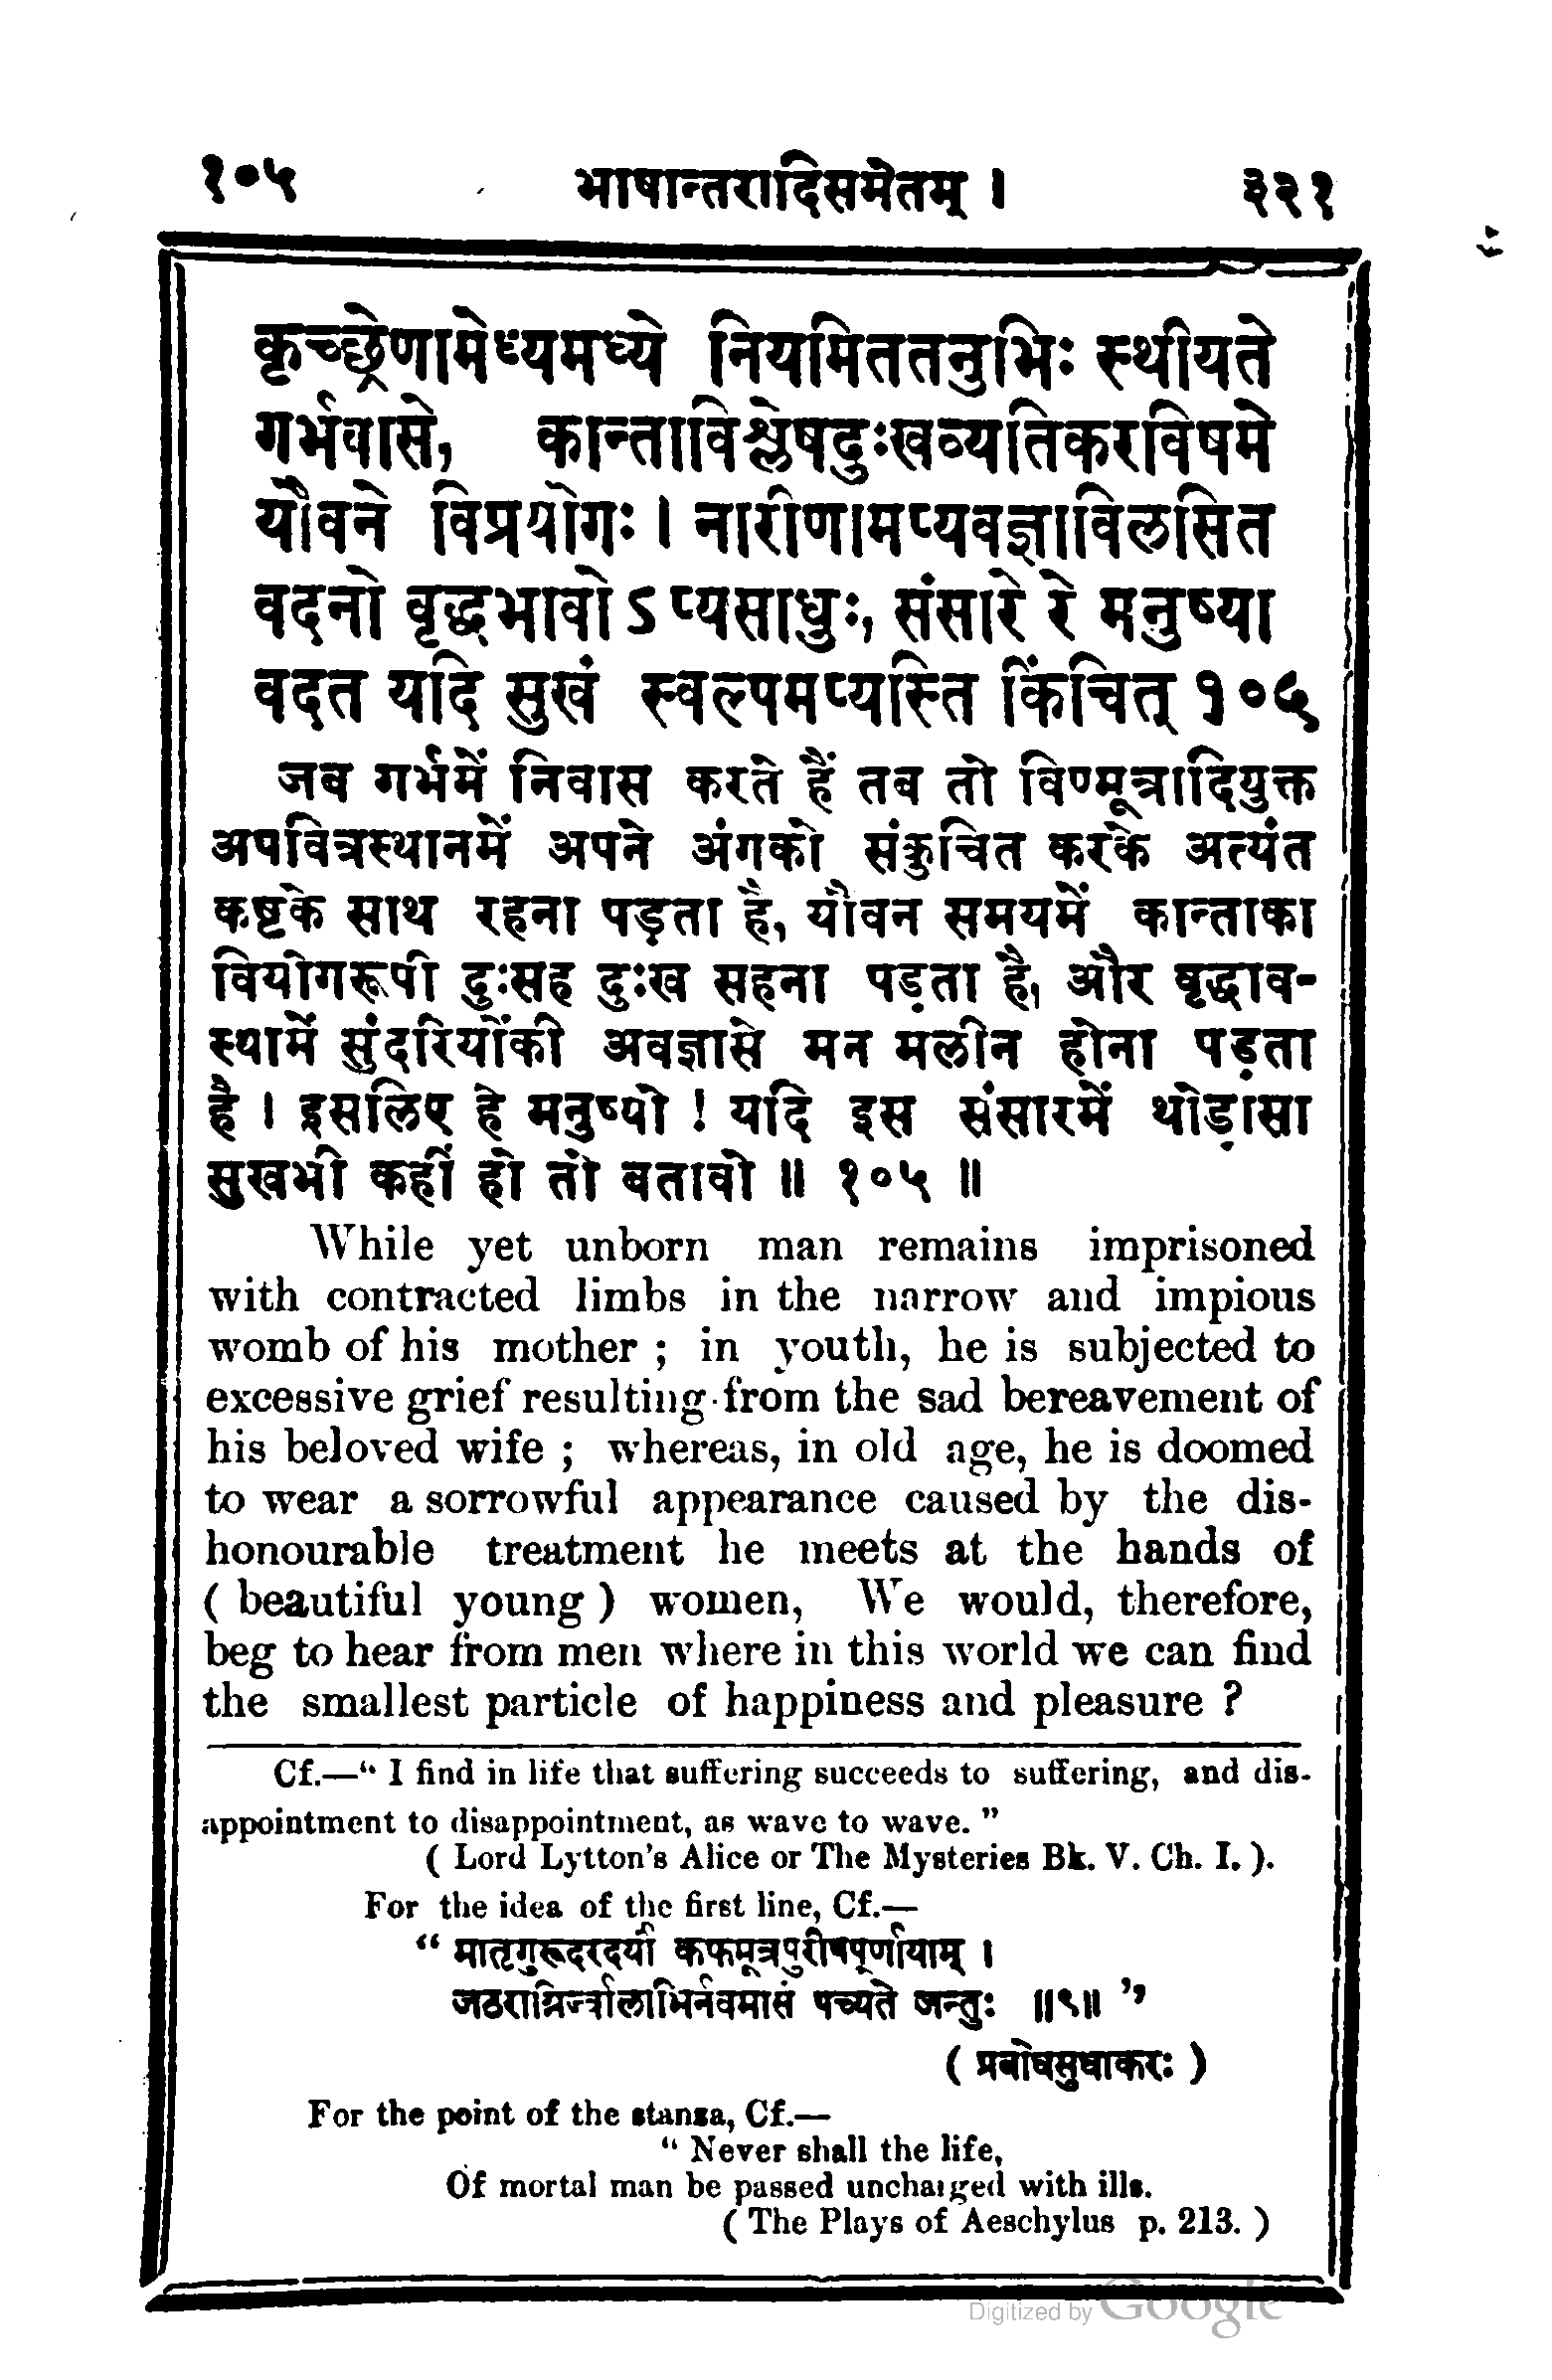 १०५ भाषान्तरादिसमेतम् । ३२१
कृच्छ्रेणामेध्यमध्ये नियमिततनुभिः स्थीयते
गर्भवासे, कान्ताविश्लेषदुःखव्यतिकरविषमे
यौवने विप्रयोगः । नारीणामप्यवज्ञाविलसित
वदनो वृद्धभावोऽप्यसाधुः, संसारे रे मनुष्या
वदत यदि सुखं स्वल्पमप्यस्ति किंचित् १०५
जब गर्भमें निवास करते हैं तब तो विण्मूत्रादियुक्त
अपवित्रस्थानमें अपने अंगको संकुचित करके अत्यंत
कष्टके साथ रहना पड़ता है, यौवन समयमें कान्ताका
वियोगरूपी दुःसह दुःख सहना पड़ता है, और वृद्धाव-
स्थामें सुंदरियोंकी अवज्ञासे मन मलीन होना पड़ता
है । इसलिए हे मनुष्यो ! यदि इस संसारमें थोड़ासा
सुखभी कहीं हो तो बतावो ॥ १०५ ॥
While yet unborn man remains imprisoned
with contracted limbs in the narrow and impious
womb of his mother ; in youth, he is subjected to
excessive grief resulting from the sad bereavement of
his beloved wife ; whereas, in old age, he is doomed
to wear a sorrowful appearance caused by the dis-
honourable treatment he meets at the hands of
( beautiful young ) women, We would, therefore,
beg to hear from men where in this world we can find
the smallest particle of happiness and pleasure ?
Cf.—“ I find in life that suffering succeeds to suffering, and dis-
appointment to disappointment, as wave to wave. ”
( Lord Lytton's Alice or The Mysteries Bk. V. Ch. I. ).
For the idea of the first line, Cf.—
“ मातृगुरूदरदर्यां कफमूत्रपुरीषपूर्णायाम् ।
जठराग्निर्ज्वालाभिर्नवमासं पच्यते जन्तुः ॥९॥ ”
( प्रबोधसुधाकरः )
For the point of the stanza, Cf.—
“ Never shall the life,
Of mortal man be passed uncharged with ills.
( The Plays of Aeschylus p. 213. )
Digitized by Google